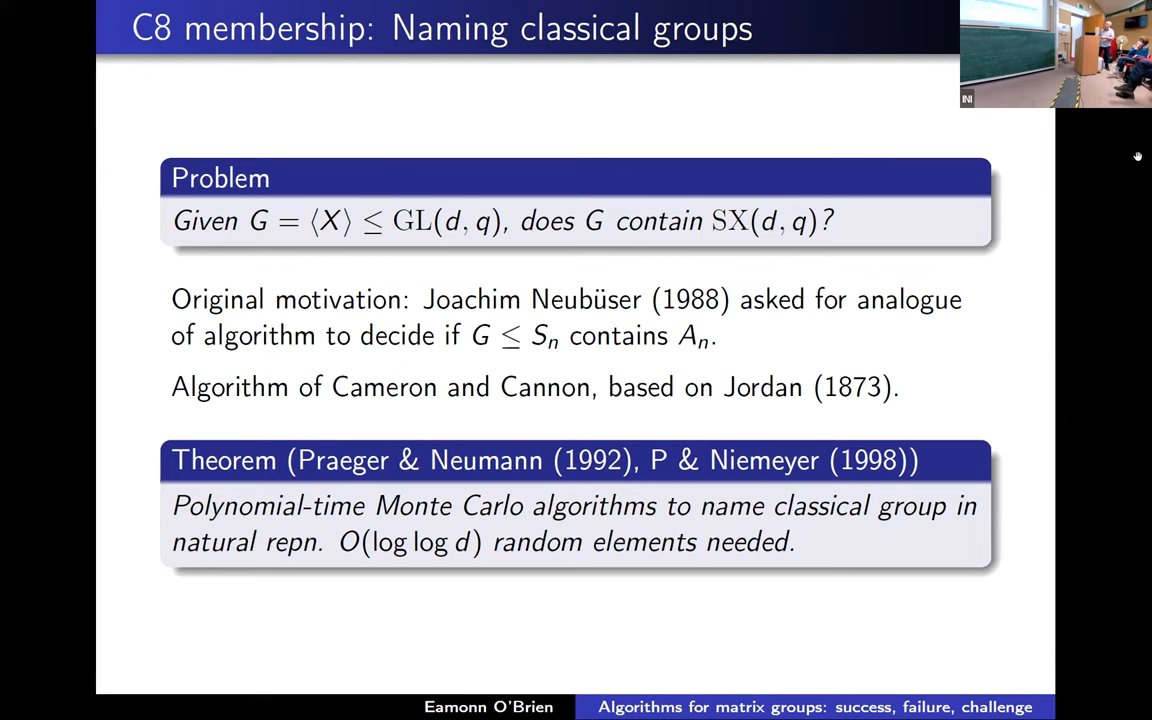 C8 membership: Naming classical groups
INI
Problem
Given G = ⟨X⟩ ≤ GL(d, q), does G contain SX(d, q)?
Original motivation: Joachim Neubüser (1988) asked for analogue
of algorithm to decide if G ≤ Sₙ contains Aₙ.
Algorithm of Cameron and Cannon, based on Jordan (1873).
Theorem (Praeger & Neumann (1992), P & Niemeyer (1998))
Polynomial-time Monte Carlo algorithms to name classical group in
natural repn. O(log log d) random elements needed.
Eamonn O'Brien
Algorithms for matrix groups: success, failure, challenge